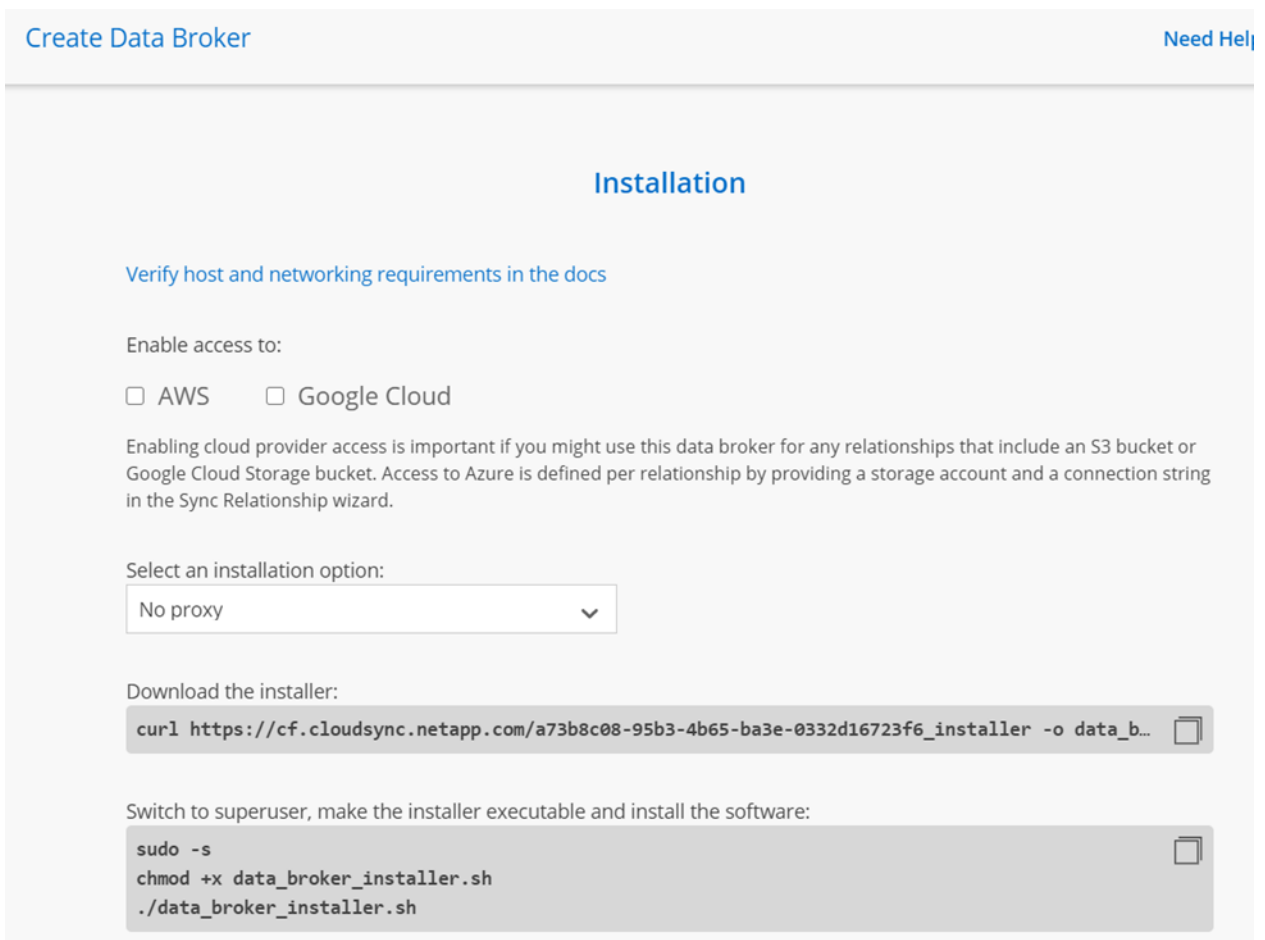 Create Data Broker
Need Help
Installation
Verify host and networking requirements in the docs
Enable access to:
AWS
Google Cloud
Enabling cloud provider access is important if you might use this data broker for any relationships that include an S3 bucket or
Google Cloud Storage bucket. Access to Azure is defined per relationship by providing a storage account and a connection string
in the Sync Relationship wizard.
Select an installation option:
No proxy
Download the installer:
curl https://cf.cloudsync.netapp.com/a73b8c08-95b3-4b65-ba3e-0332d16723f6_installer -o data_b…
Switch to superuser, make the installer executable and install the software:
sudo -s
chmod +x data_broker_installer.sh
./data_broker_installer.sh